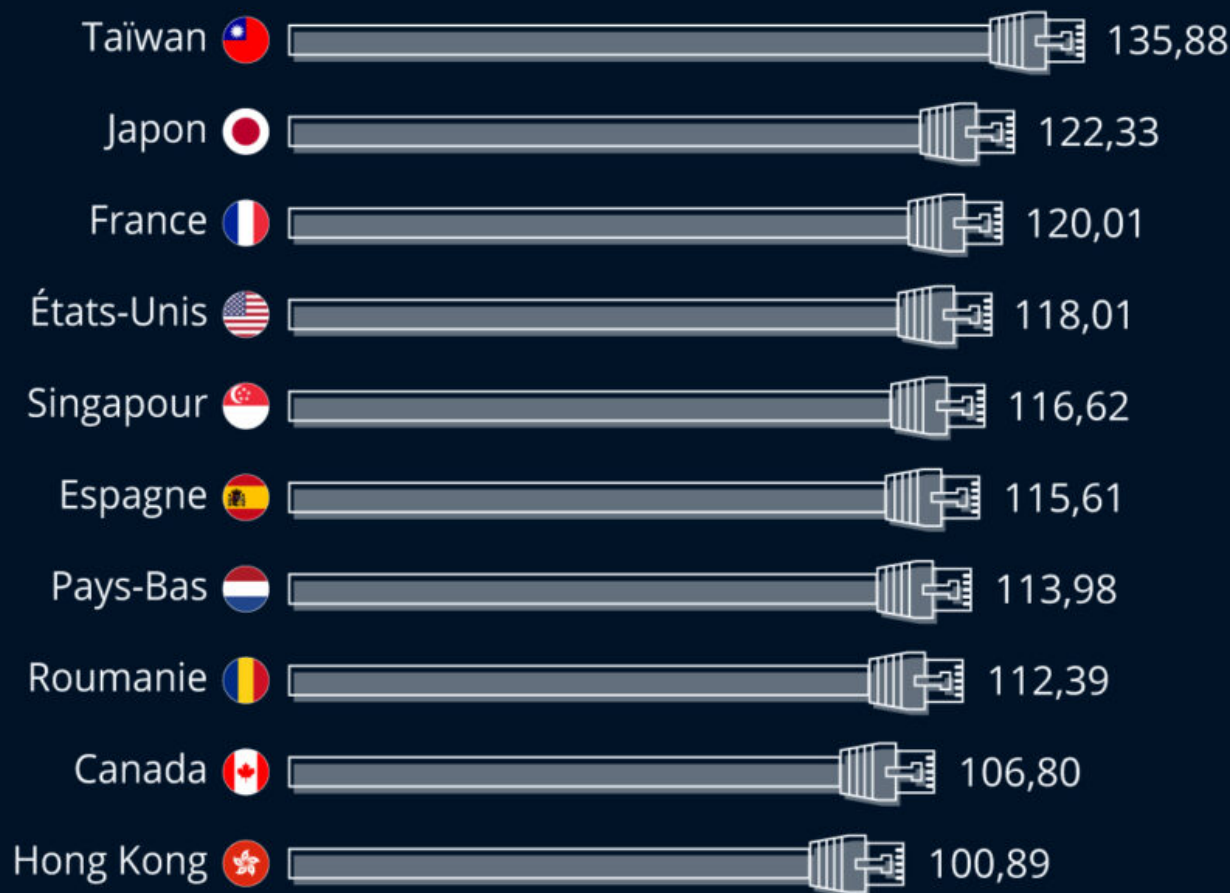 Taïwan 135,88
Japon 122,33
France 120,01
États-Unis 118,01
Singapour 116,62
Espagne 115,61
Pays-Bas 113,98
Roumanie 112,39
Canada 106,80
Hong Kong 100,89